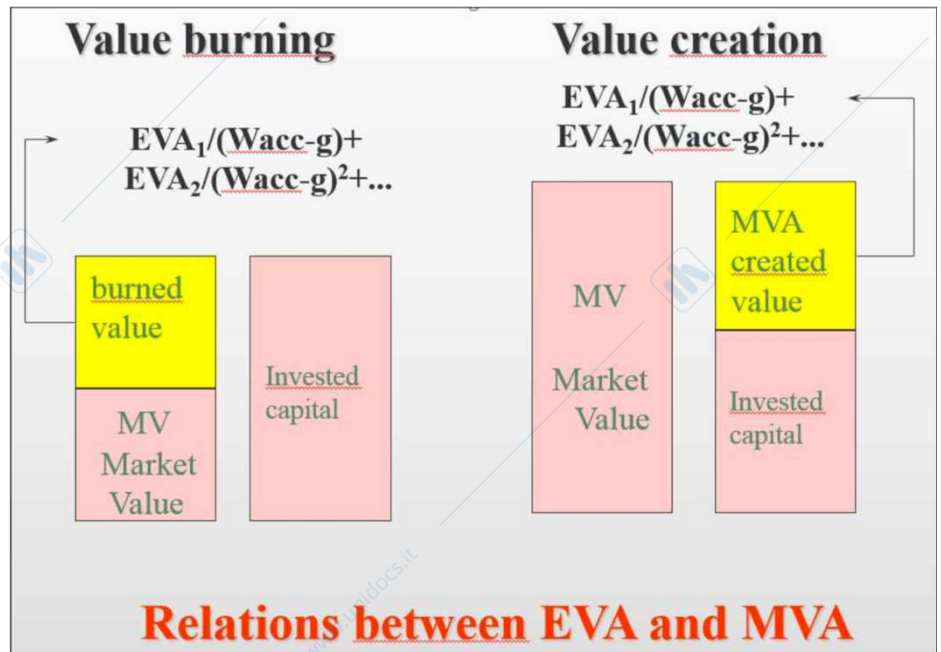 Value burning
EVA₁/(Wacc-g)+
EVA₂/(Wacc-g)²+...
burned
value
MV
Market
Value
Invested
capital
Value creation
EVA₁/(Wacc-g)+
EVA₂/(Wacc-g)²+...
MV
Market
Value
MVA
created
value
Invested
capital
Relations between EVA and MVA